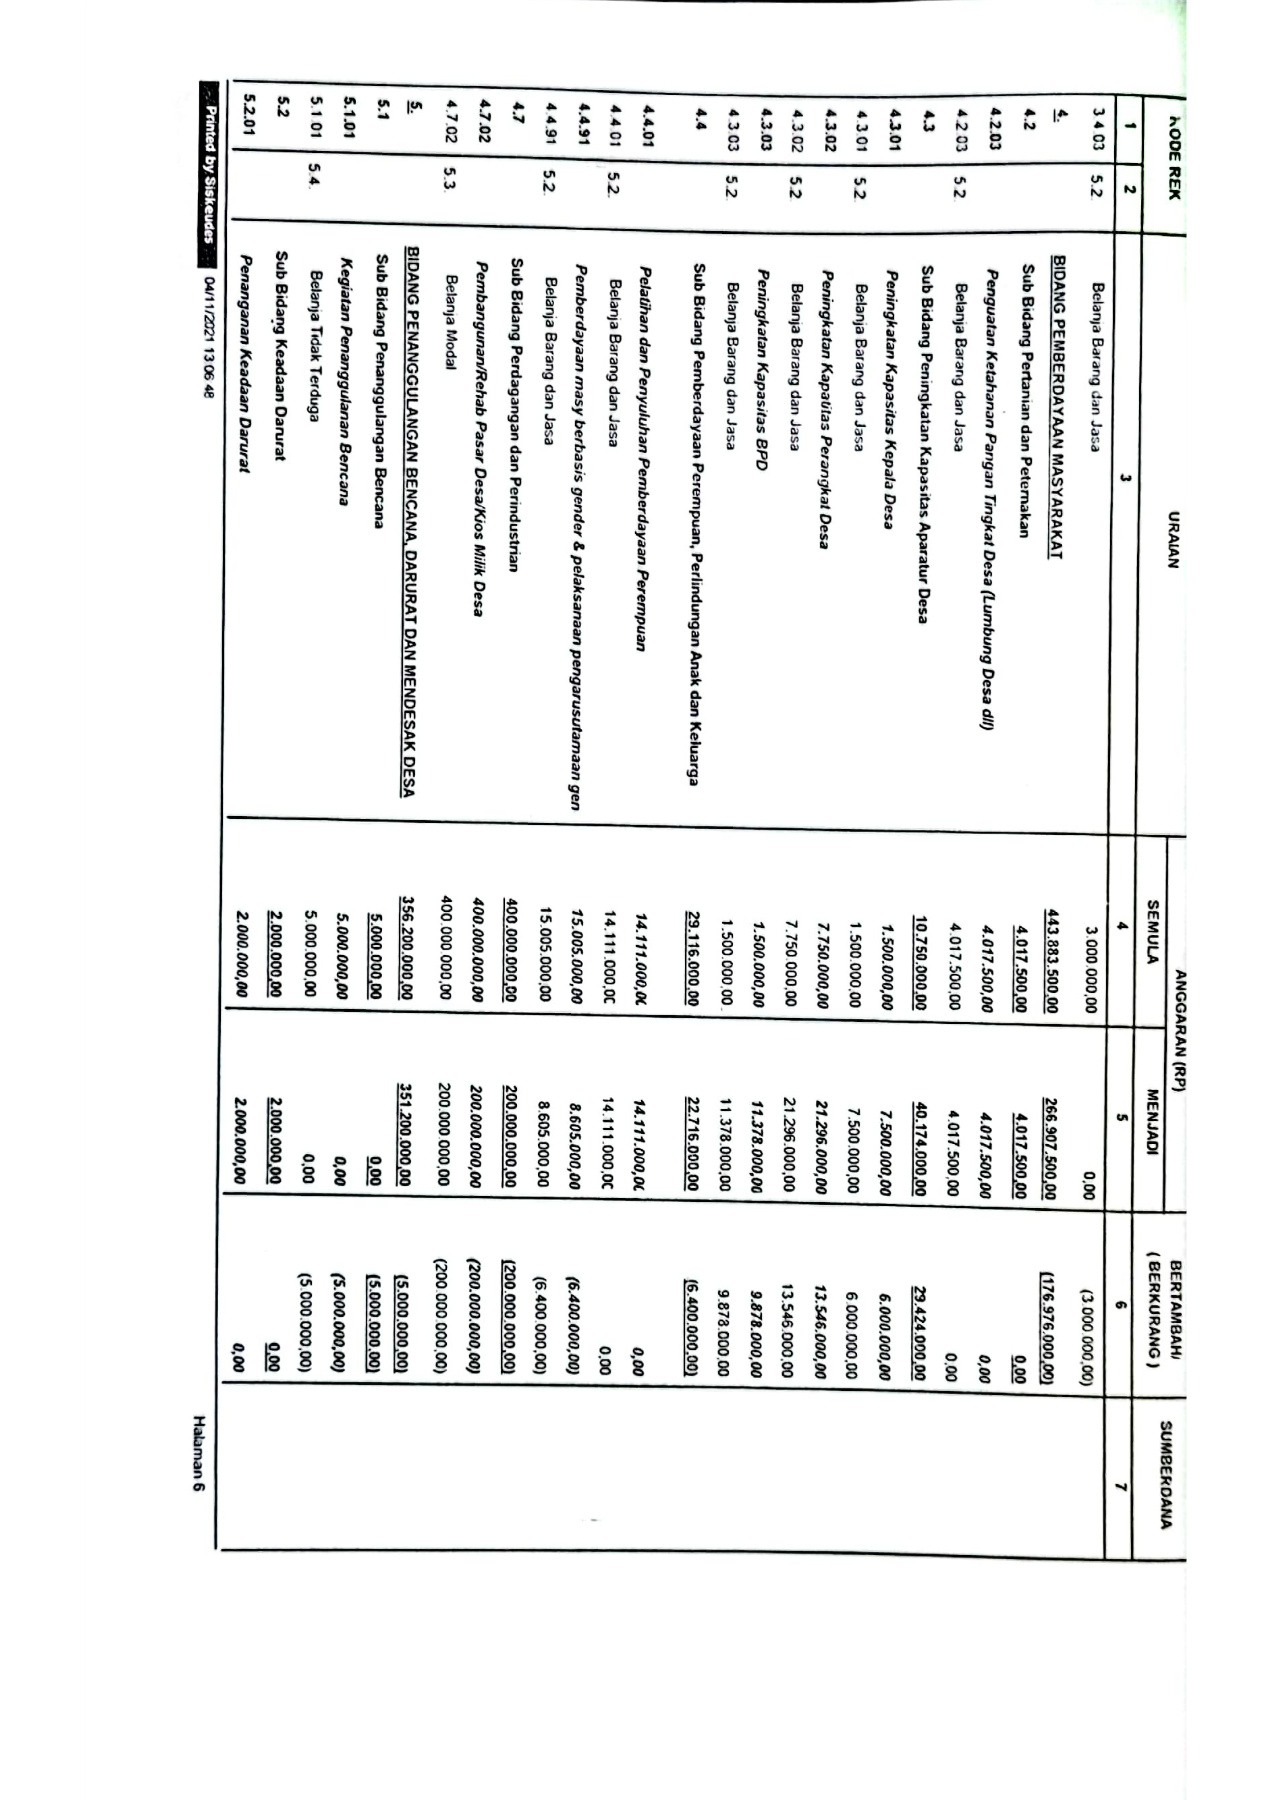 KODE REK URAIAN ANGGARAN (RP) BERTAMBAH/ SUMBERDANA
SEMULA MENJADI ( BERKURANG )
1 2 3 4 5 6 7
3.4.03 5.2. Belanja Barang dan Jasa 3.000.000,00 0,00 (3.000.000,00)
4. BIDANG PEMBERDAYAAN MASYARAKAT 443.883.500,00 266.907.500,00 (176.976.000,00)
4.2 Sub Bidang Pertanian dan Peternakan 4.017.500,00 4.017.500,00 0,00
4.2.03 Penguatan Ketahanan Pangan Tingkat Desa (Lumbung Desa dll) 4.017.500,00 4.017.500,00 0,00
4.2.03 5.2. Belanja Barang dan Jasa 4.017.500,00 4.017.500,00 0,00
4.3 Sub Bidang Peningkatan Kapasitas Aparatur Desa 10.750.000,00 40.174.000,00 29.424.000,00
4.3.01 Peningkatan Kapasitas Kepala Desa 1.500.000,00 7.500.000,00 6.000.000,00
4.3.01 5.2. Belanja Barang dan Jasa 1.500.000,00 7.500.000,00 6.000.000,00
4.3.02 Peningkatan Kapatitas Perangkat Desa 7.750.000,00 21.296.000,00 13.546.000,00
4.3.02 5.2. Belanja Barang dan Jasa 7.750.000,00 21.296.000,00 13.546.000,00
4.3.03 Peningkatan Kapasitas BPD 1.500.000,00 11.378.000,00 9.878.000,00
4.3.03 5.2. Belanja Barang dan Jasa 1.500.000,00 11.378.000,00 9.878.000,00
4.4 Sub Bidang Pemberdayaan Perempuan, Perlindungan Anak dan Keluarga 29.116.000,00 22.716.000,00 (6.400.000,00)
4.4.01 Pelatihan dan Penyuluhan Pemberdayaan Perempuan 14.111.000,00 14.111.000,00 0,00
4.4.01 5.2. Belanja Barang dan Jasa 14.111.000,00 14.111.000,00 0,00
4.4.91 Pemberdayaan masy berbasis gender & pelaksanaan pengarusutamaan gen 15.005.000,00 8.605.000,00 (6.400.000,00)
4.4.91 5.2. Belanja Barang dan Jasa 15.005.000,00 8.605.000,00 (6.400.000,00)
4.7 Sub Bidang Perdagangan dan Perindustrian 400.000.000,00 200.000.000,00 (200.000.000,00)
4.7.02 Pembangunan/Rehab Pasar Desa/Kios Milik Desa 400.000.000,00 200.000.000,00 (200.000.000,00)
4.7.02 5.3. Belanja Modal 400.000.000,00 200.000.000,00 (200.000.000,00)
5. BIDANG PENANGGULANGAN BENCANA, DARURAT DAN MENDESAK DESA 356.200.000,00 351.200.000,00 (5.000.000,00)
5.1 Sub Bidang Penanggulangan Bencana 5.000.000,00 0,00 (5.000.000,00)
5.1.01 Kegiatan Penanggulanan Bencana 5.000.000,00 0,00 (5.000.000,00)
5.1.01 5.4. Belanja Tidak Terduga 5.000.000,00 0,00 (5.000.000,00)
5.2 Sub Bidang Keadaan Darurat 2.000.000,00 2.000.000,00 0,00
5.2.01 Penanganan Keadaan Darurat 2.000.000,00 2.000.000,00 0,00
Printed by Siskeudes 04/11/2021 13:06:48 Halaman 6